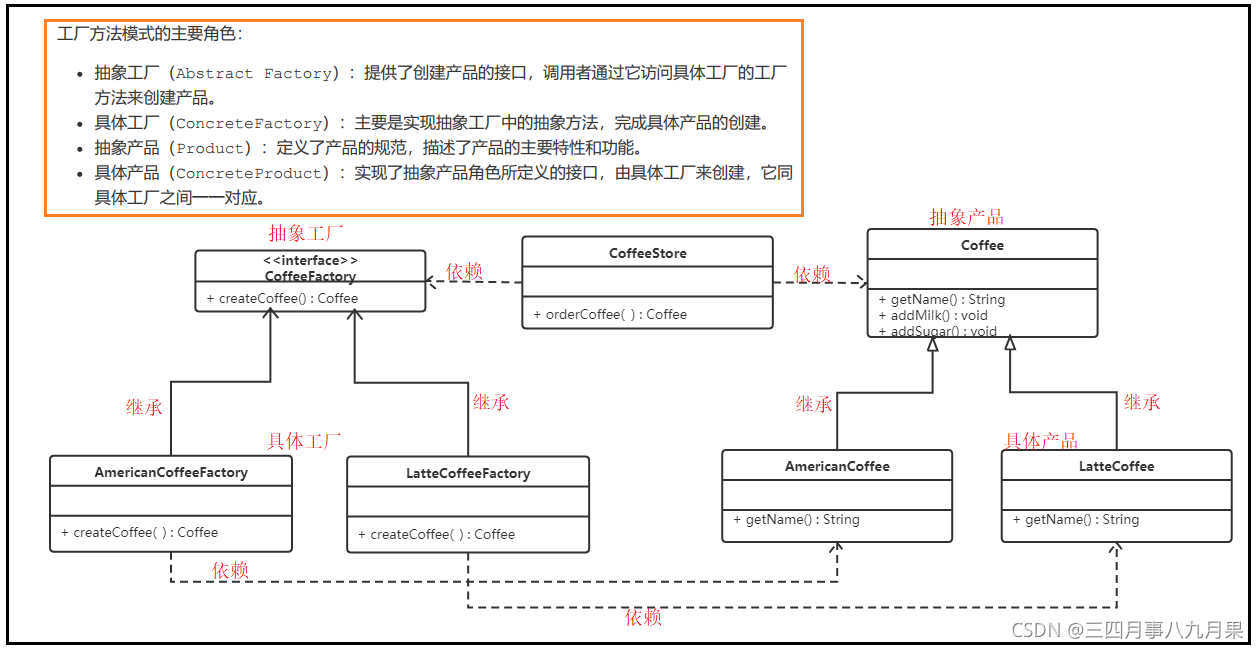 工厂方法模式的主要角色：
• 抽象工厂（Abstract Factory）：提供了创建产品的接口，调用者通过它访问具体工厂的工厂
方法来创建产品。
• 具体工厂（ConcreteFactory）：主要是实现抽象工厂中的抽象方法，完成具体产品的创建。
• 抽象产品（Product）：定义了产品的规范，描述了产品的主要特性和功能。
• 具体产品（ConcreteProduct）：实现了抽象产品角色所定义的接口，由具体工厂来创建，它同
具体工厂之间一一对应。
抽象工厂
<<interface>>
CoffeeFactory
+ createCoffee() : Coffee
依赖
CoffeeStore
+ orderCoffee( ) : Coffee
依赖
抽象产品
Coffee
+ getName() : String
+ addMilk() : void
+ addSugar() : void
继承
继承
继承
继承
具体工厂
具体产品
AmericanCoffeeFactory
+ createCoffee( ) : Coffee
LatteCoffeeFactory
+ createCoffee( ) : Coffee
AmericanCoffee
+ getName() : String
LatteCoffee
+ getName() : String
依赖
依赖
CSDN @三四月事八九月果